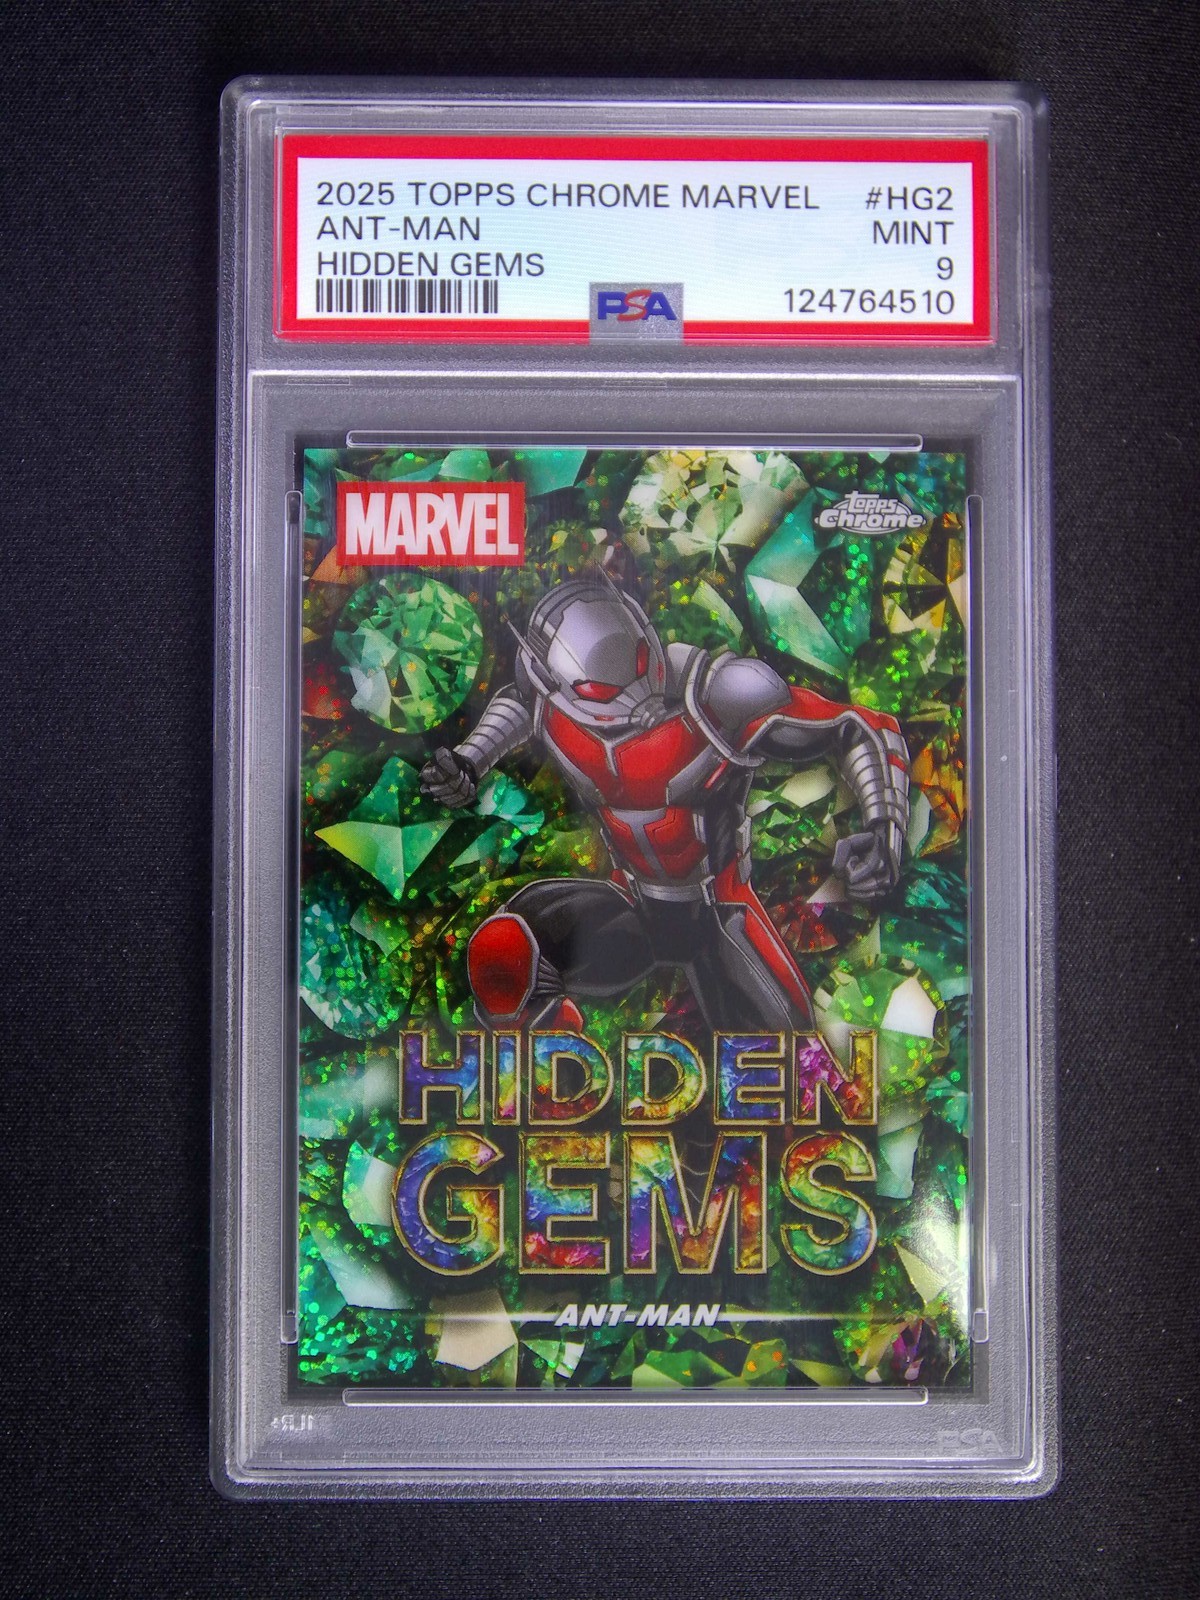 2025 TOPPS CHROME MARVEL #HG2
ANT-MAN MINT
HIDDEN GEMS 9
PSA 124764510
MARVEL
Topps
Chrome
HIDDEN
GEMS
ANT-MAN
PSA